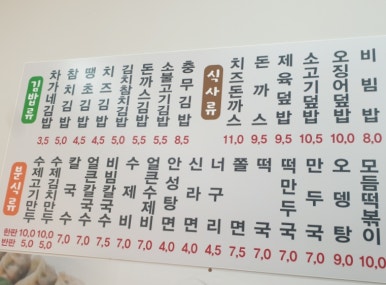 김밥류
차가네김밥 3,5
참치김밥 5,0
땡초김밥 4,5
치즈김밥 4,5
김치참치김밥 5,5
돈까스김밥 5,5
소불고기김밥 5,5
충무김밥 8,5
식사류
치즈돈까스 11,0
돈까스 9,5
제육덮밥 9,5
소고기덮밥 10,5
오징어덮밥 10,0
비빔밥 8,0
분식류
수제고기만두 한판 10,0 반판 5,0
수제김치만두 10,0 5,0
칼국수 7,0
얼큰칼국수 7,5
비빔칼국수 7,5
수제비 7,0
얼큰수제비 7,5
안성탕면 4,0
신라면 4,0
너구리 4,5
쫄면 7,5
떡국 7,0
떡만두국 7,0
만두국 7,0
오뎅탕 9,0
모듬떡볶이 10,0